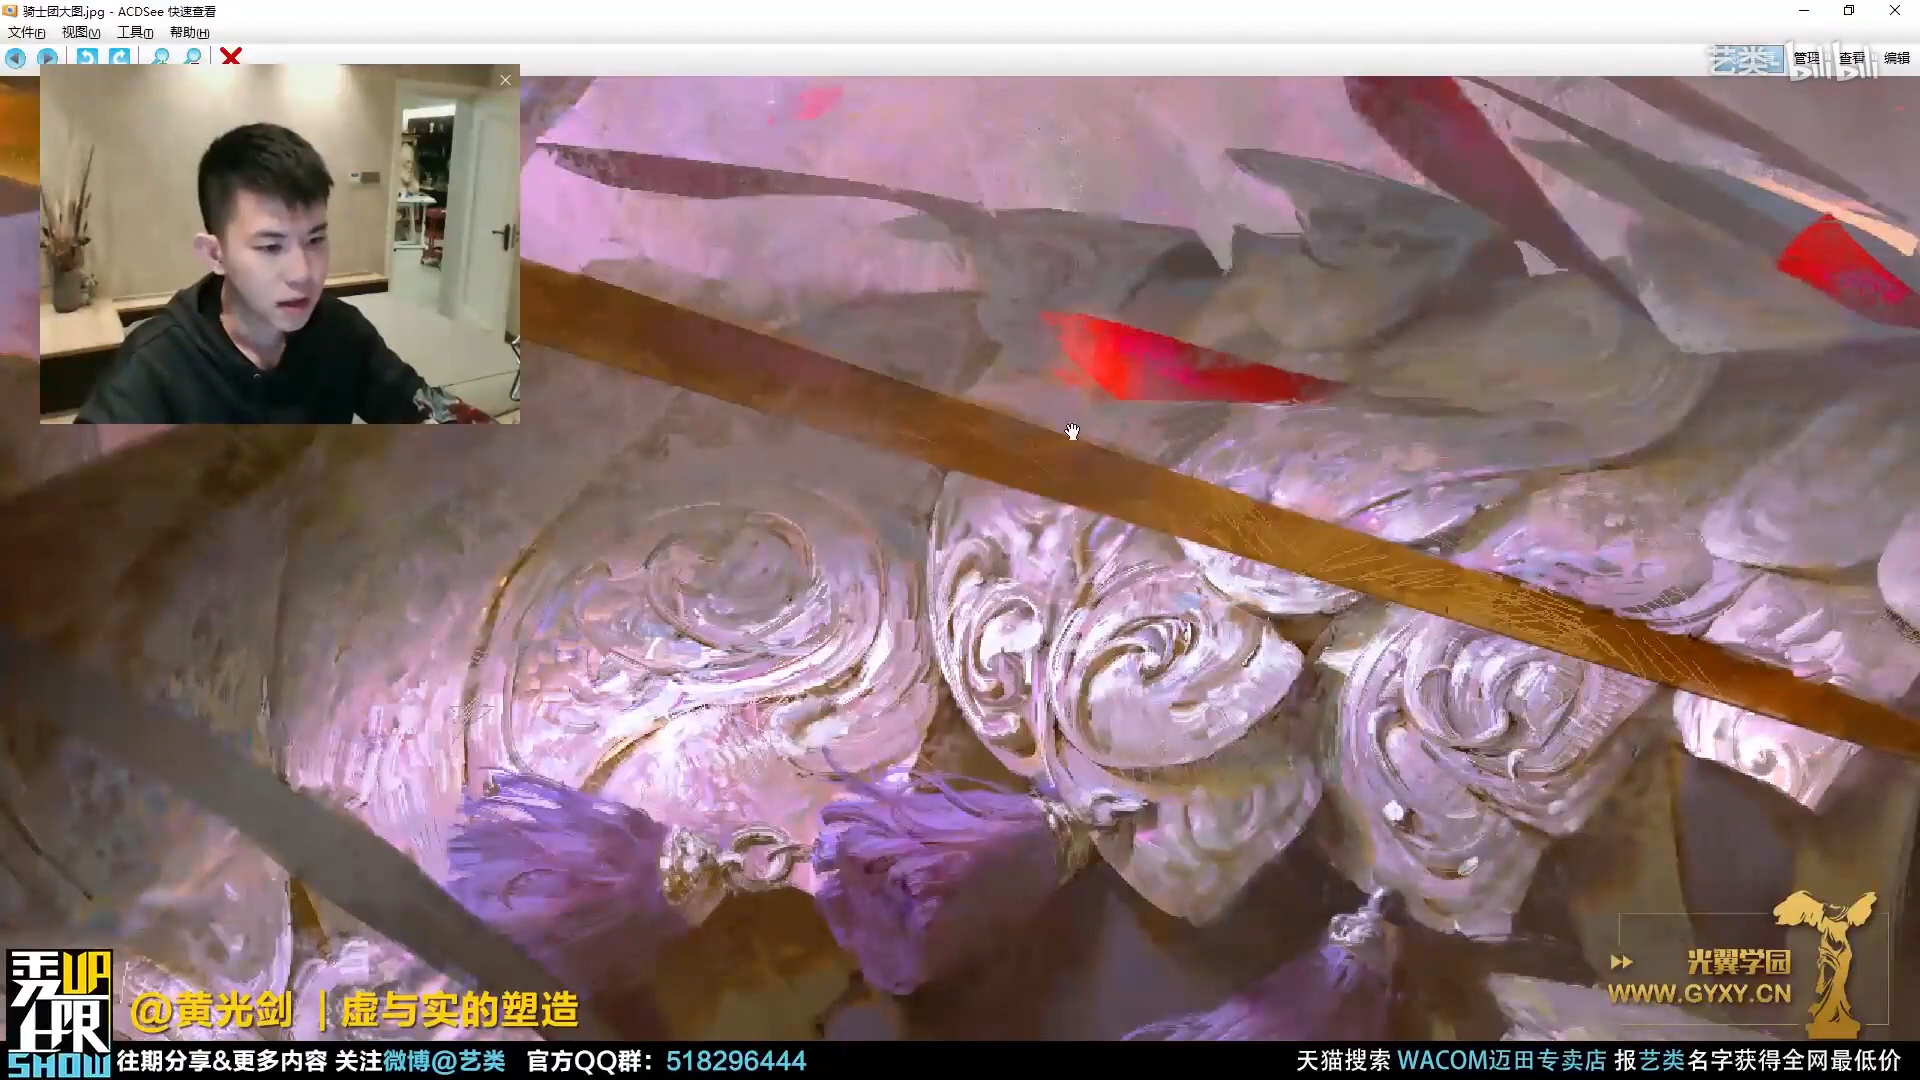 骑士团大图.jpg - ACDSee 快速查看
文件(F) 视图(V) 工具(T) 帮助(H)
管理 查看 编辑
艺类 bilibili
光翼学园
WWW.GYXY.CN
秀UP
SHOW
@黄光剑 | 虚与实的塑造
往期分享&更多内容 关注微博@艺类 官方QQ群: 518296444
天猫搜索 WACOM迈田专卖店 报艺类名字获得全网最低价